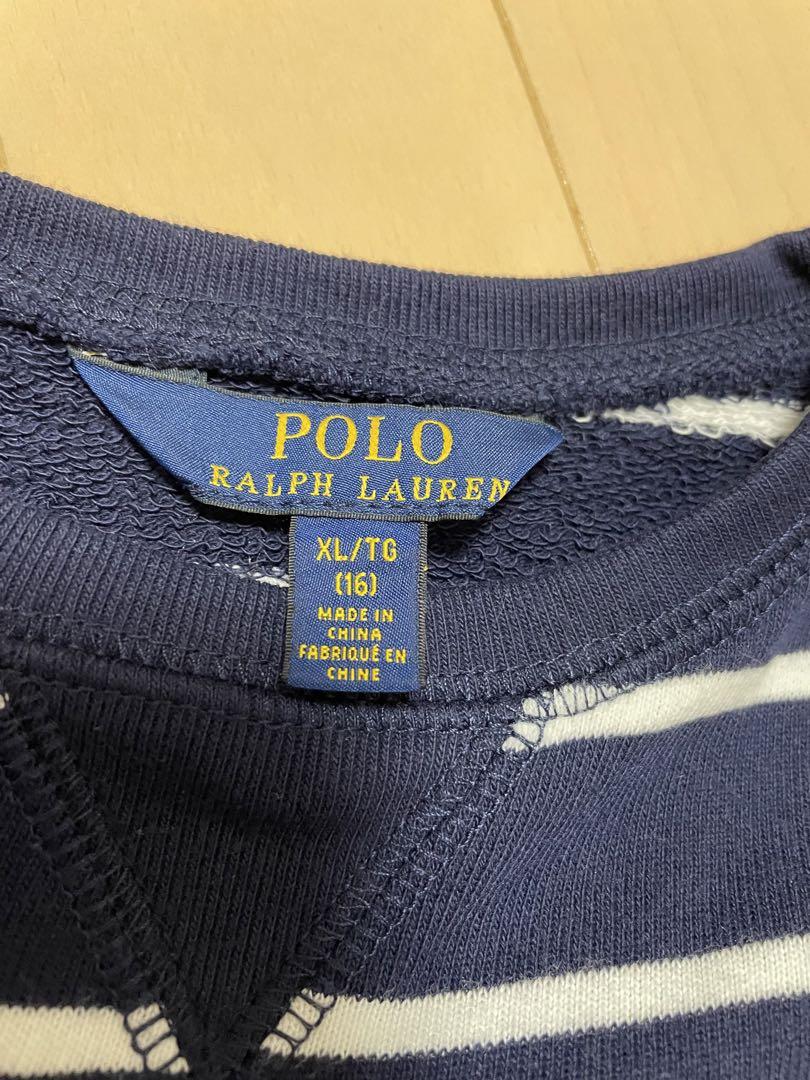 POLO
RALPH LAUREN
XL/TG
(16)
MADE IN
CHINA
FABRIQUÉ EN
CHINE